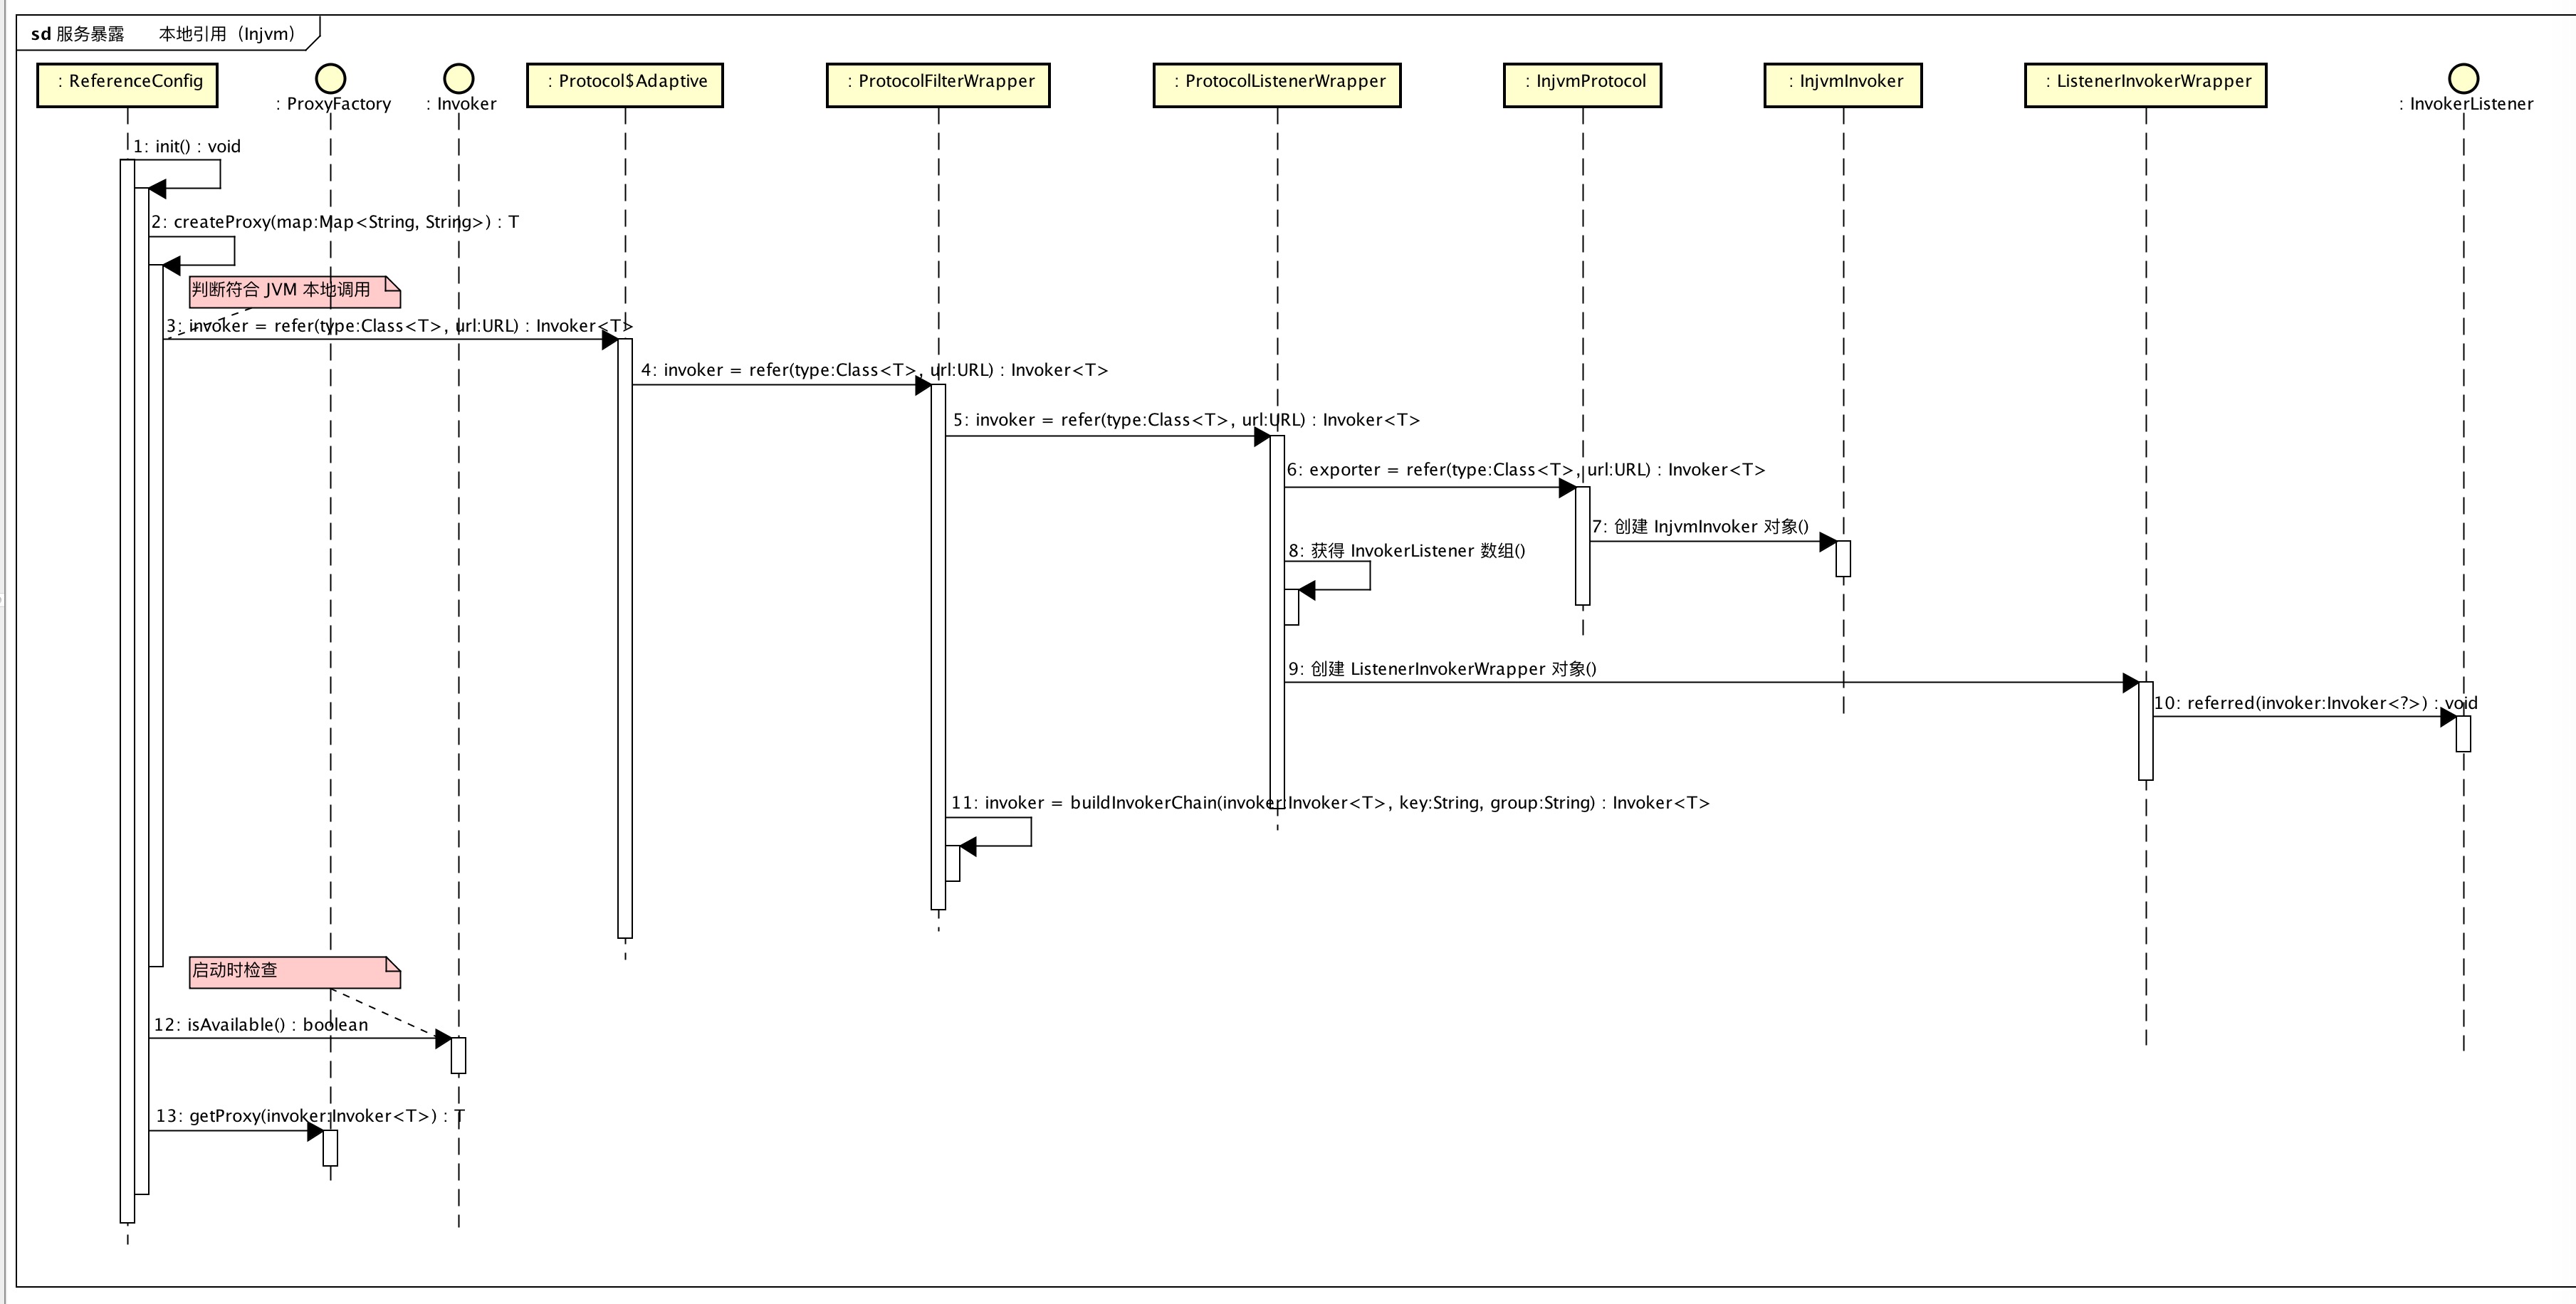 sd 服务暴露 本地引用（Injvm）
: ReferenceConfig
: ProxyFactory
: Invoker
: Protocol$Adaptive
: ProtocolFilterWrapper
: ProtocolListenerWrapper
: InjvmProtocol
: InjvmInvoker
: ListenerInvokerWrapper
: InvokerListener
1: init() : void
2: createProxy(map:Map<String, String>) : T
判断符合 JVM 本地调用
3: invoker = refer(type:Class<T>, url:URL) : Invoker<T>
4: invoker = refer(type:Class<T>, url:URL) : Invoker<T>
5: invoker = refer(type:Class<T>, url:URL) : Invoker<T>
6: exporter = refer(type:Class<T>, url:URL) : Invoker<T>
7: 创建 InjvmInvoker 对象()
8: 获得 InvokerListener 数组()
9: 创建 ListenerInvokerWrapper 对象()
10: referred(invoker:Invoker<?>) : void
11: invoker = buildInvokerChain(invoker:Invoker<T>, key:String, group:String) : Invoker<T>
启动时检查
12: isAvailable() : boolean
13: getProxy(invoker:Invoker<T>) : T